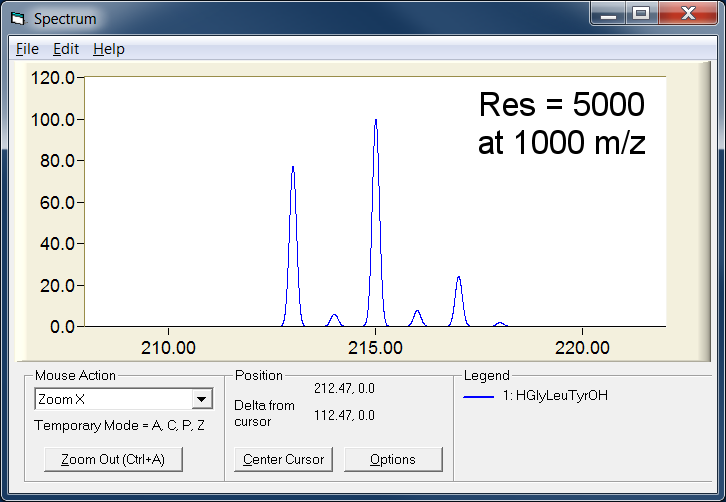 Spectrum
File Edit Help
120.0
100.0
80.0
60.0
40.0
20.0
0.0
Res = 5000
at 1000 m/z
210.00 215.00 220.00
Mouse Action
Zoom X
Temporary Mode = A, C, P, Z
Zoom Out (Ctrl+A)
Position
212.47, 0.0
Delta from
cursor
112.47, 0.0
Center Cursor Options
Legend
1: HGlyLeuTyrOH